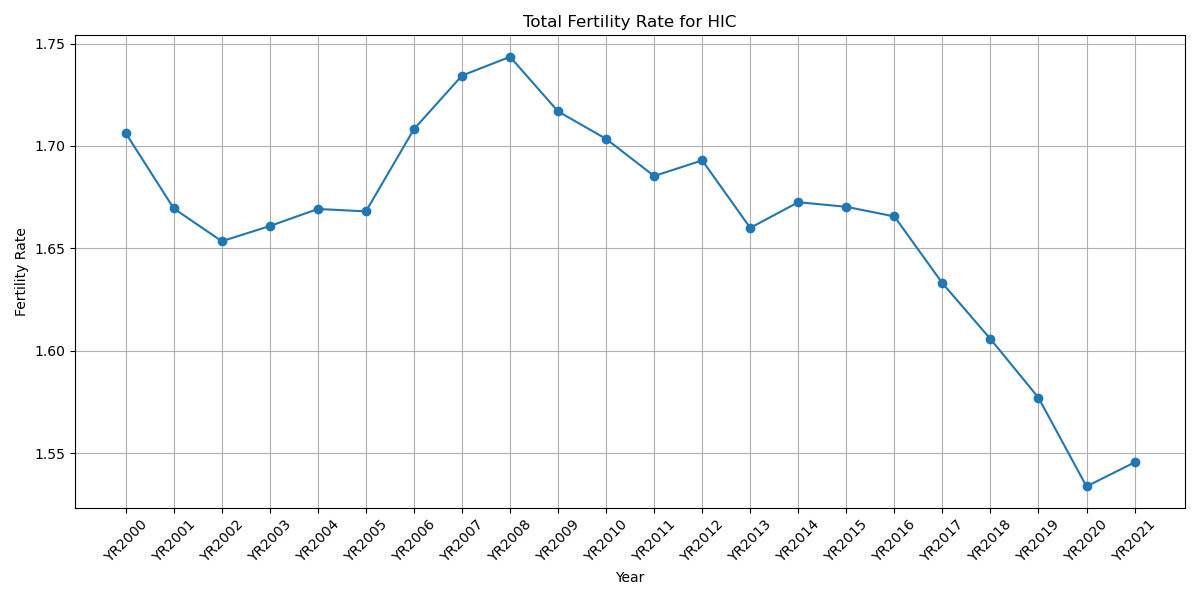 Total Fertility Rate for HIC
Fertility Rate
1.75
1.70
1.65
1.60
1.55
YR2000
YR2001
YR2002
YR2003
YR2004
YR2005
YR2006
YR2007
YR2008
YR2009
YR2010
YR2011
YR2012
YR2013
YR2014
YR2015
YR2016
YR2017
YR2018
YR2019
YR2020
YR2021
Year